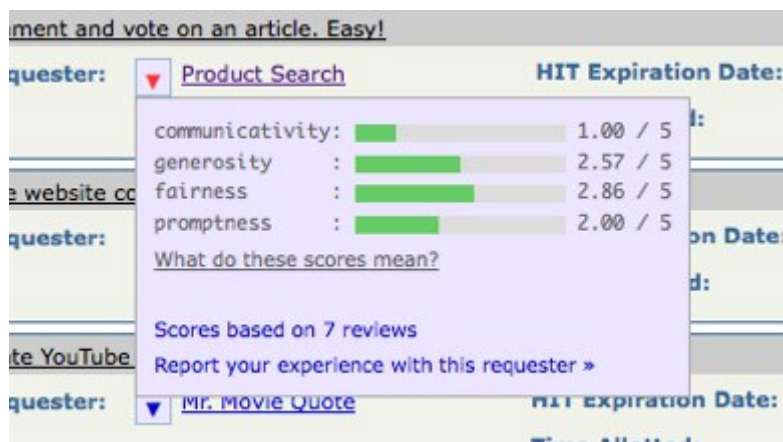 ment and vote on an article. Easy!
quester: ▼ Product Search HIT Expiration Date:
communicativity: 1.00 / 5
generosity : 2.57 / 5
fairness : 2.86 / 5
promptness : 2.00 / 5
What do these scores mean?
Scores based on 7 reviews
Report your experience with this requester »
e website co
quester: on Date:
d:
te YouTube
quester: ▼ Mr. Movie Quote HIT Expiration Date: